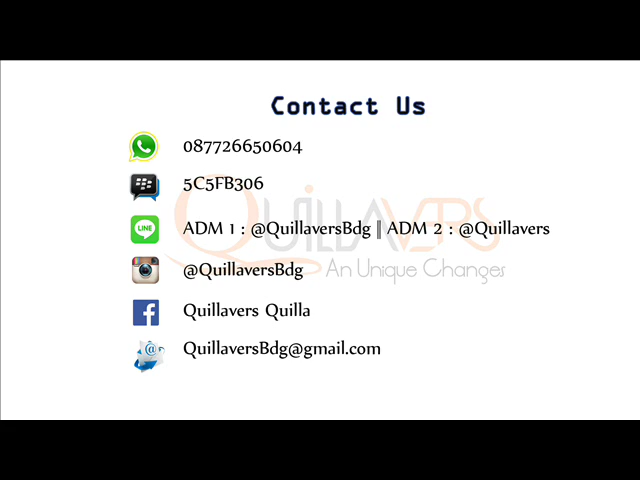 Contact Us
087726650604
5C5FB306
ADM 1 : @QuillaversBdg || ADM 2 : @Quillavers
LINE
@QuillaversBdg
Quillavers Quilla
QuillaversBdg@gmail.com
QUILLAVERS
An Unique Changes